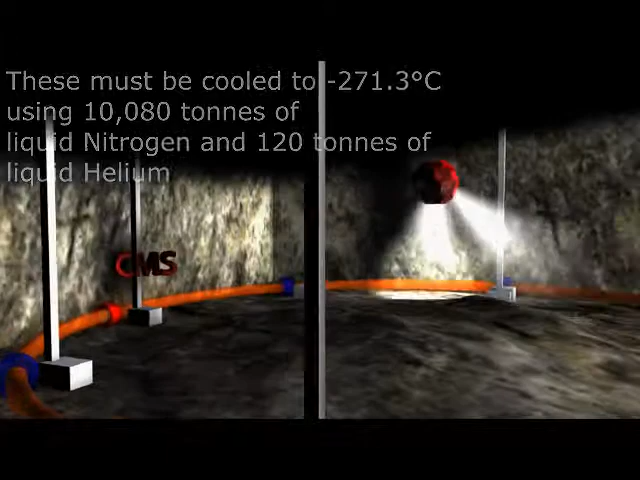 These must be cooled to -271.3°C
using 10,080 tonnes of
liquid Nitrogen and 120 tonnes of
liquid Helium
CMS